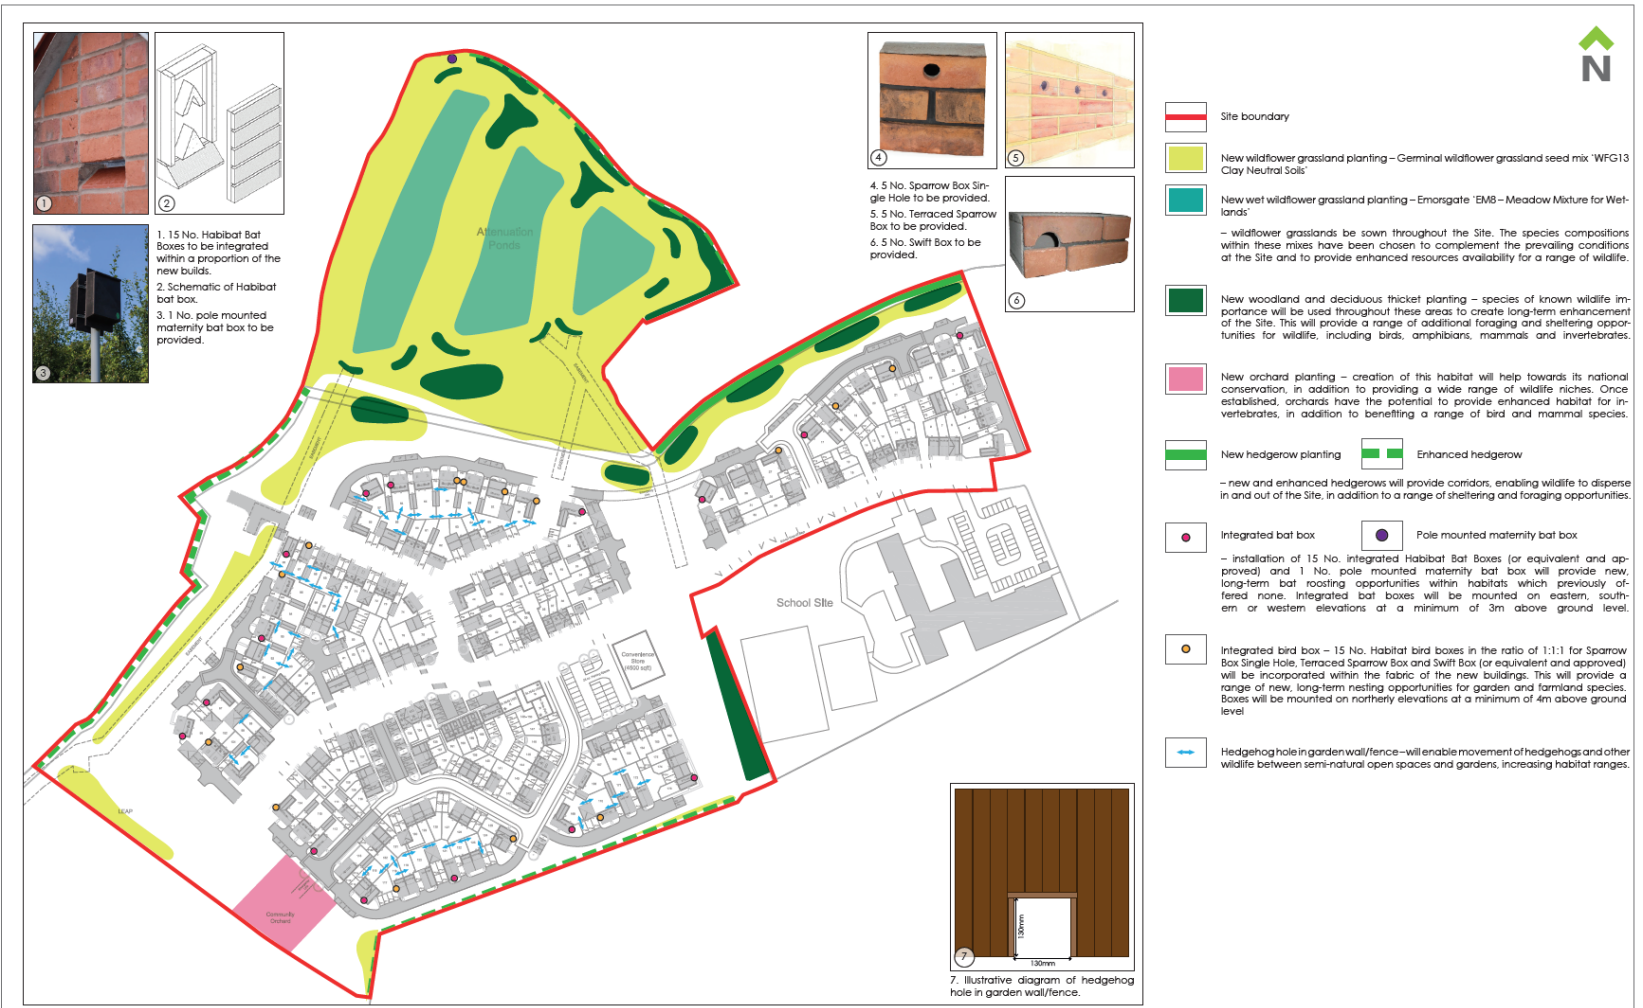 1
2
1. 15 No. Habibat Bat
Boxes to be integrated
within a proportion of the
new builds.
2. Schematic of Habibat
bat box.
3. 1 No. pole mounted
maternity bat box to be
provided.
3
Attenuation
Ponds
4
5
4. 5 No. Sparrow Box Sin-
gle Hole to be provided.
5. 5 No. Terraced Sparrow
Box to be provided.
6. 5 No. Swift Box to be
provided.
6
EASEMENT
EASEMENT
EASEMENT
EASEMENT
School Site
Convenience
Store
(4000 sqft)
LEAP
Community
Orchard
130mm
130mm
7
7. Illustrative diagram of hedgehog
hole in garden wall/fence.
N
Site boundary
New wildflower grassland planting – Germinal wildflower grassland seed mix ‘WFG13
Clay Neutral Soils’
New wet wildflower grassland planting – Emorsgate ‘EM8 – Meadow Mixture for Wet-
lands’
– wildflower grasslands be sown throughout the Site. The species compositions
within these mixes have been chosen to complement the prevailing conditions
at the Site and to provide enhanced resources availability for a range of wildlife.
New woodland and deciduous thicket planting – species of known wildlife im-
portance will be used throughout these areas to create long-term enhancement
of the Site. This will provide a range of additional foraging and sheltering oppor-
tunities for wildlife, including birds, amphibians, mammals and invertebrates.
New orchard planting – creation of this habitat will help towards its national
conservation, in addition to providing a wide range of wildlife niches. Once
established, orchards have the potential to provide enhanced habitat for in-
vertebrates, in addition to benefiting a range of bird and mammal species.
New hedgerow planting
Enhanced hedgerow
– new and enhanced hedgerows will provide corridors, enabling wildlife to disperse
in and out of the Site, in addition to a range of sheltering and foraging opportunities.
Integrated bat box
Pole mounted maternity bat box
– installation of 15 No. integrated Habibat Bat Boxes (or equivalent and ap-
proved) and 1 No. pole mounted maternity bat box will provide new,
long-term bat roosting opportunities within habitats which previously of-
fered none. Integrated bat boxes will be mounted on eastern, south-
ern or western elevations at a minimum of 3m above ground level.
Integrated bird box – 15 No. Habitat bird boxes in the ratio of 1:1:1 for Sparrow
Box Single Hole, Terraced Sparrow Box and Swift Box (or equivalent and approved)
will be incorporated within the fabric of the new buildings. This will provide a
range of new, long-term nesting opportunities for garden and farmland species.
Boxes will be mounted on northerly elevations at a minimum of 4m above ground
level
Hedgehog hole in garden wall/fence – will enable movement of hedgehogs and other
wildlife between semi-natural open spaces and gardens, increasing habitat ranges.